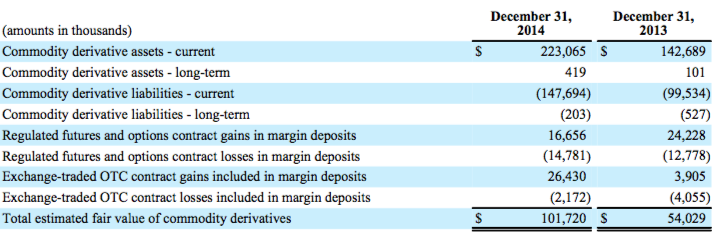 December 31, December 31,
(amounts in thousands) 2014 2013
Commodity derivative assets - current $ 223,065 $ 142,689
Commodity derivative assets - long-term 419 101
Commodity derivative liabilities - current (147,694) (99,534)
Commodity derivative liabilities - long-term (203) (527)
Regulated futures and options contract gains in margin deposits 16,656 24,228
Regulated futures and options contract losses in margin deposits (14,781) (12,778)
Exchange-traded OTC contract gains included in margin deposits 26,430 3,905
Exchange-traded OTC contract losses included in margin deposits (2,172) (4,055)
Total estimated fair value of commodity derivatives $ 101,720 $ 54,029